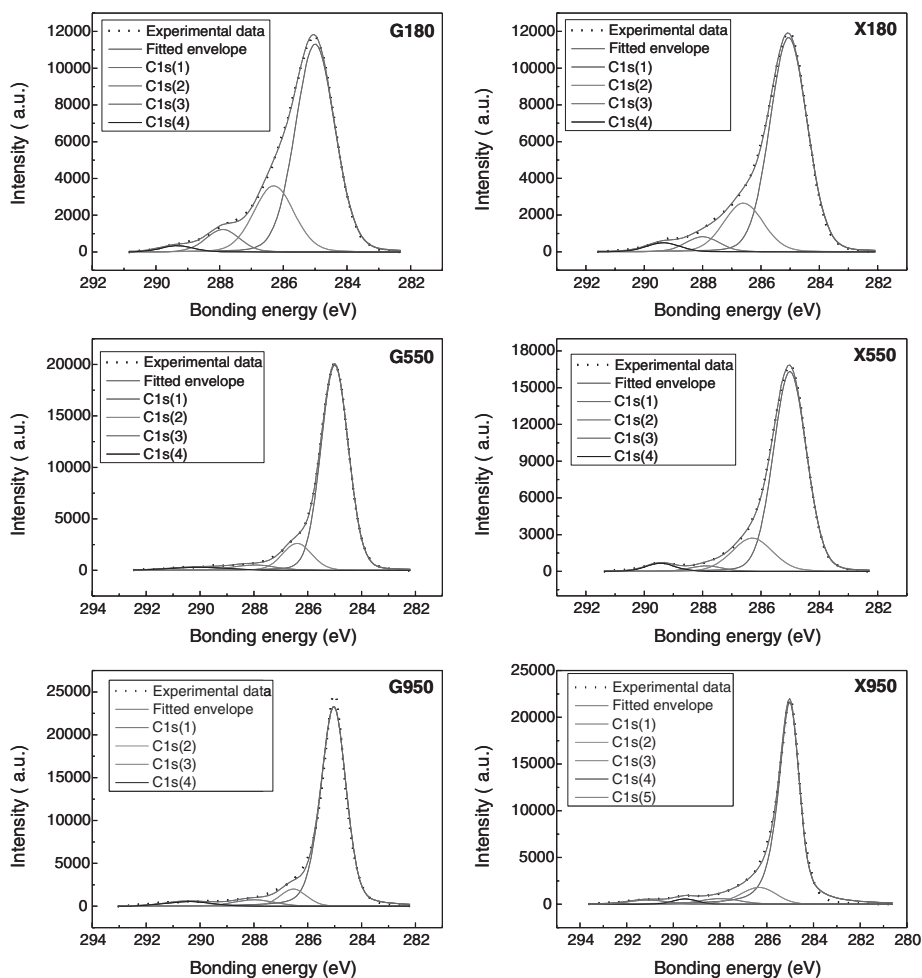 G180
Experimental data
Fitted envelope
C1s(1)
C1s(2)
C1s(3)
C1s(4)
12000
10000
8000
6000
4000
2000
0
Intensity ( a.u.)
292 290 288 286 284 282
Bonding energy (eV)
X180
Experimental data
Fitted envelope
C1s(1)
C1s(2)
C1s(3)
C1s(4)
12000
10000
8000
6000
4000
2000
0
Intensity ( a.u.)
292 290 288 286 284 282
Bonding energy (eV)
G550
Experimental data
Fitted envelope
C1s(1)
C1s(2)
C1s(3)
C1s(4)
20000
15000
10000
5000
0
Intensity ( a.u.)
294 292 290 288 286 284 282
Bonding energy (eV)
X550
Experimental data
Fitted envelope
C1s(1)
C1s(2)
C1s(3)
C1s(4)
18000
15000
12000
9000
6000
3000
0
Intensity ( a.u.)
292 290 288 286 284 282
Bonding energy (eV)
G950
Experimental data
Fitted envelope
C1s(1)
C1s(2)
C1s(3)
C1s(4)
25000
20000
15000
10000
5000
0
Intensity ( a.u.)
294 292 290 288 286 284 282
Bonding energy (eV)
X950
Experimental data
Fitted envelope
C1s(1)
C1s(2)
C1s(3)
C1s(4)
C1s(5)
25000
20000
15000
10000
5000
0
Intensity ( a.u.)
294 292 290 288 286 284 282 280
Bonding energy (eV)